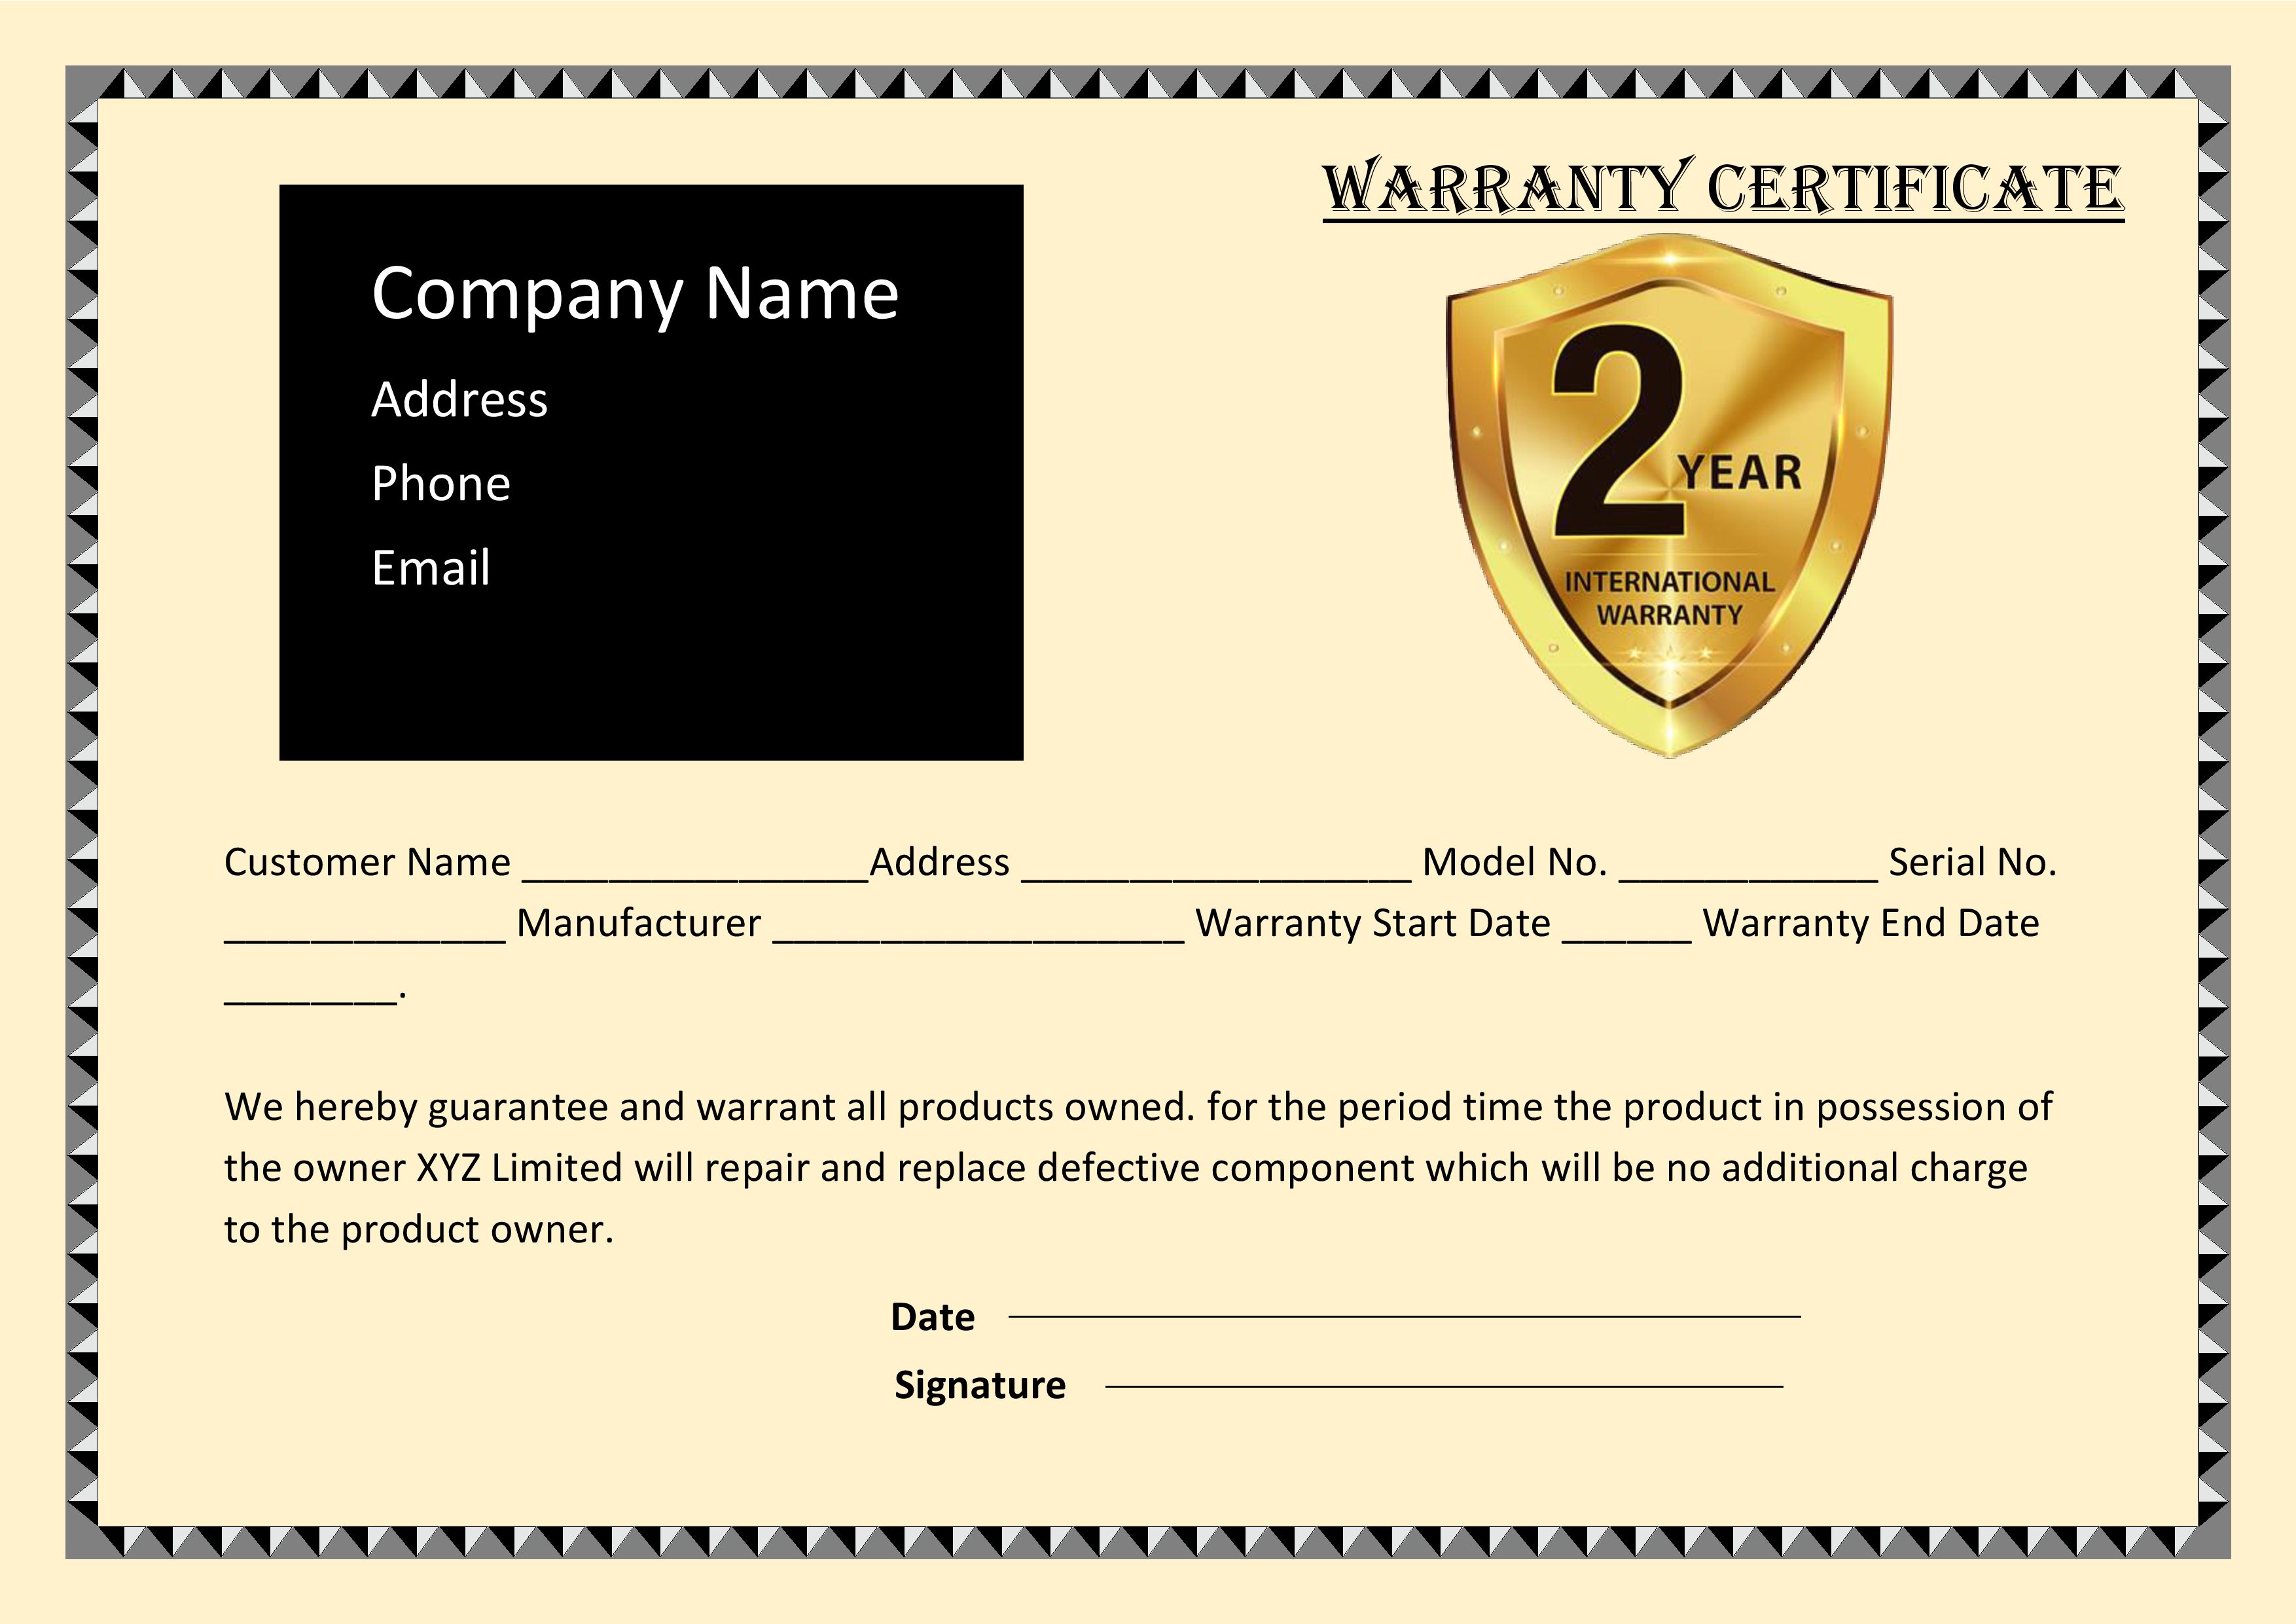 WARRANTY CERTIFICATE
Company Name
Address
Phone
Email
2
YEAR
INTERNATIONAL
WARRANTY
Customer Name ________________Address __________________ Model No. ____________ Serial No.
_____________ Manufacturer ___________________ Warranty Start Date ______ Warranty End Date
________.
We hereby guarantee and warrant all products owned. for the period time the product in possession of
the owner XYZ Limited will repair and replace defective component which will be no additional charge
to the product owner.
Date
Signature